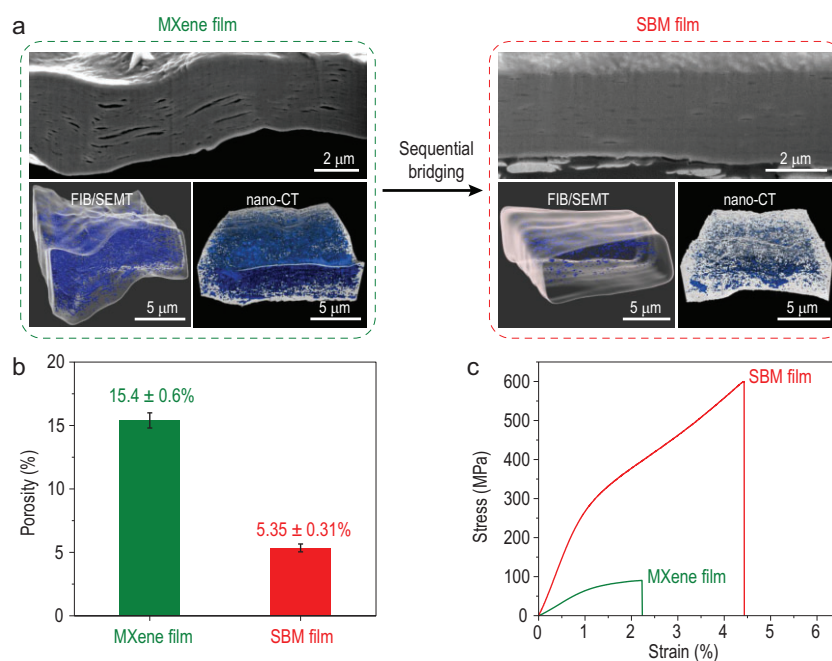 a
MXene film
SBM film
2 μm
Sequential
bridging
2 μm
FIB/SEMT
nano-CT
FIB/SEMT
nano-CT
5 μm
5 μm
5 μm
5 μm
b
20
15
10
5
0
Porosity (%)
15.4 ± 0.6%
5.35 ± 0.31%
MXene film
SBM film
c
600
500
400
300
200
100
0
Stress (MPa)
SBM film
MXene film
0 1 2 3 4 5 6
Strain (%)